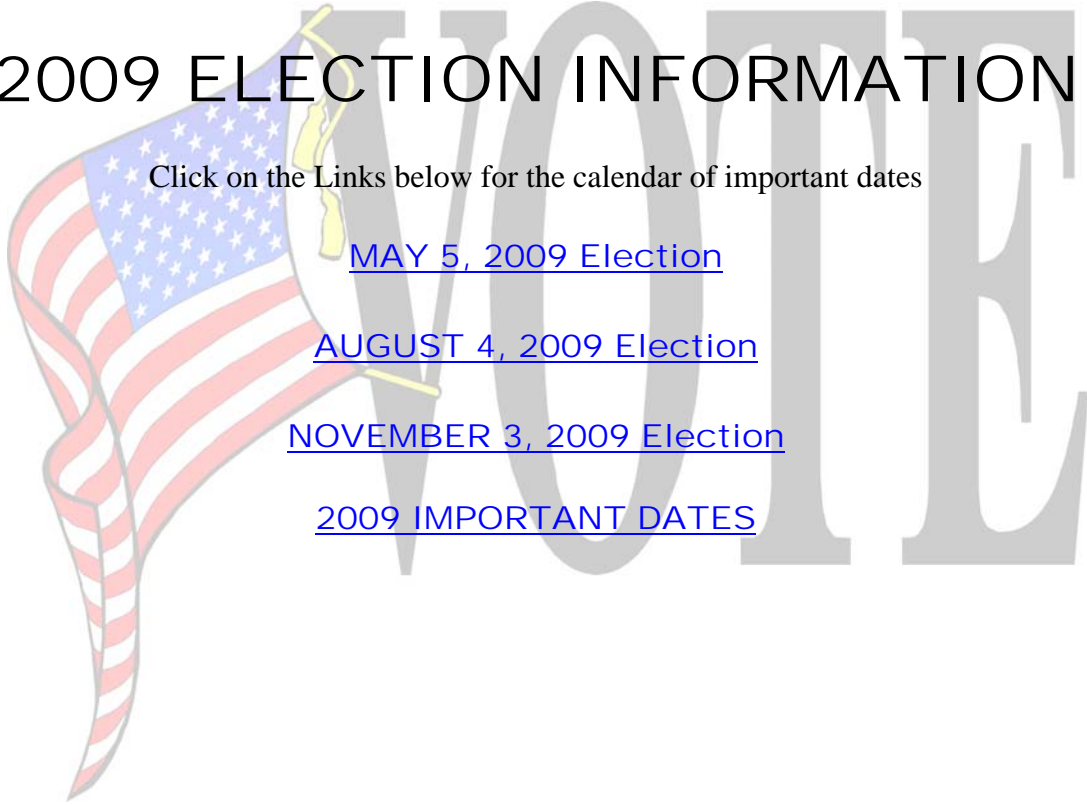 VOTE
2009 ELECTION INFORMATION
Click on the Links below for the calendar of important dates
MAY 5, 2009 Election
AUGUST 4, 2009 Election
NOVEMBER 3, 2009 Election
2009 IMPORTANT DATES